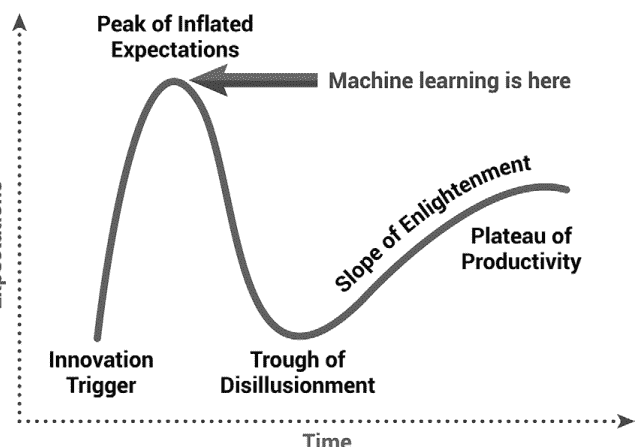 Peak of Inflated
Expectations
Machine learning is here
Slope of Enlightenment
Plateau of
Productivity
Innovation
Trigger
Trough of
Disillusionment
Time